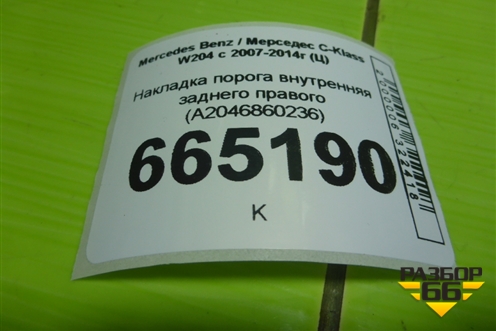 Mercedes Benz / Мерседес C-Klass
W204 с 2007-2014г (Ц)
Накладка порога внутренняя
заднего правого
(A2046860236)
665190
К
РАЗБОР
66